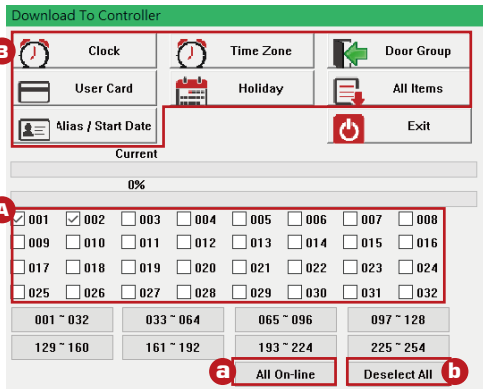 Download To Controller
B
Clock Time Zone Door Group
User Card Holiday All Items
Alias / Start Date Exit
Current
0%
A
001 002 003 004 005 006 007 008
009 010 011 012 013 014 015 016
017 018 019 020 021 022 023 024
025 026 027 028 029 030 031 032
001 ~ 032 033 ~ 064 065 ~ 096 097 ~ 128
129 ~ 160 161 ~ 192 193 ~ 224 225 ~ 254
a All On-line Deselect All b